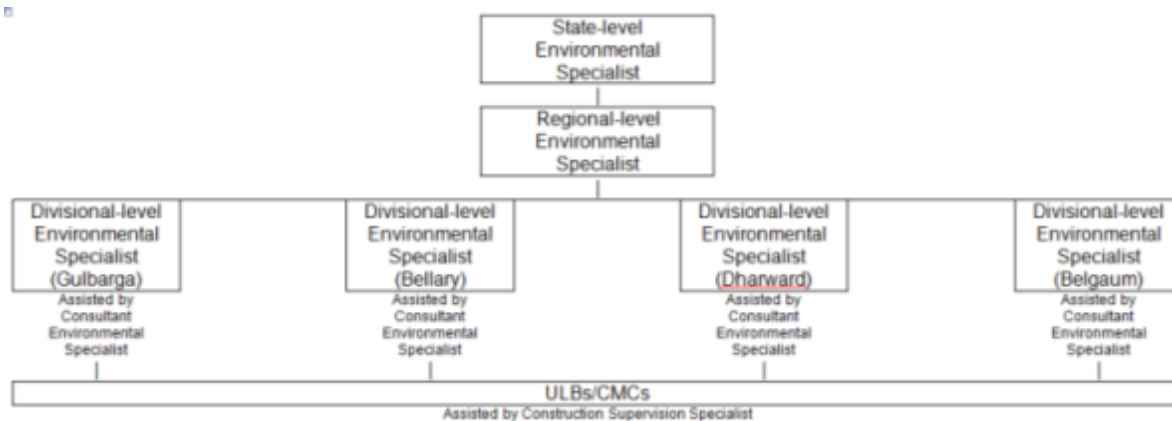 State-level
Environmental
Specialist
Regional-level
Environmental
Specialist
Divisional-level
Environmental
Specialist
(Gulbarga)
Assisted by
Consultant
Environmental
Specialist
Divisional-level
Environmental
Specialist
(Bellary)
Assisted by
Consultant
Environmental
Specialist
Divisional-level
Environmental
Specialist
(Dharward)
Assisted by
Consultant
Environmental
Specialist
Divisional-level
Environmental
Specialist
(Belgaum)
Assisted by
Consultant
Environmental
Specialist
ULBs/CMCs
Assisted by Construction Supervision Specialist